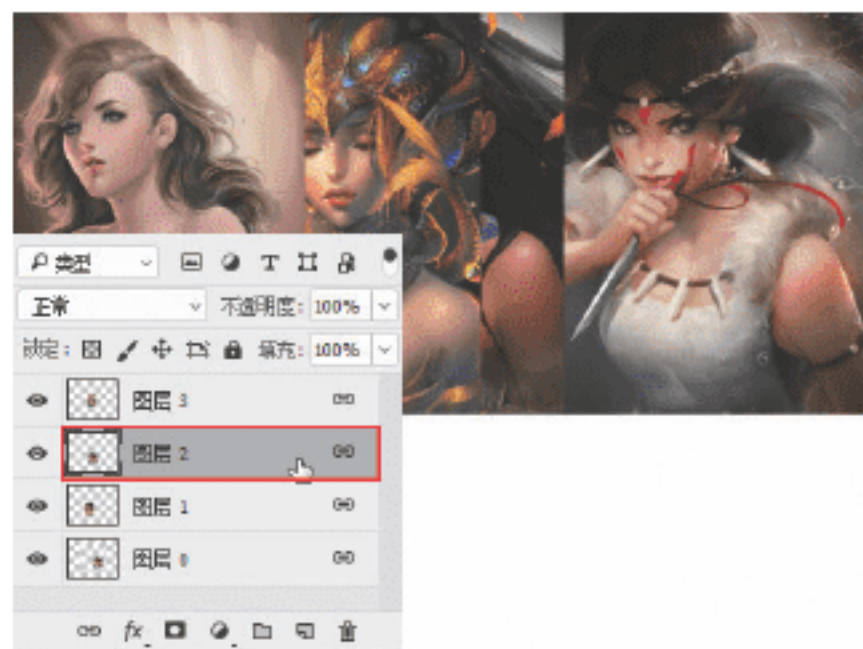 类型
正常 不透明度: 100%
锁定: 填充: 100%
图层 3
图层 2
图层 1
图层 0
fx